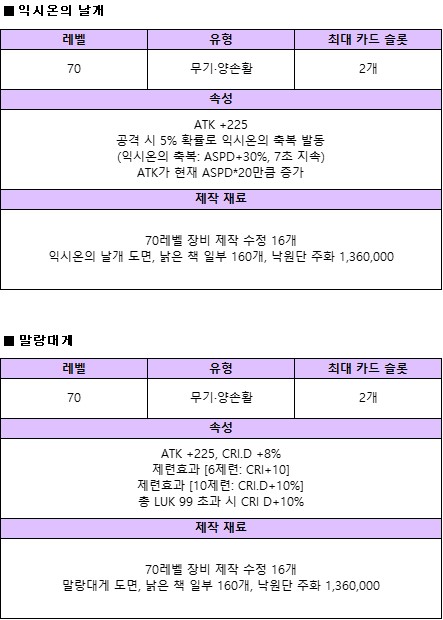 ■ 익시온의 날개
레벨 유형 최대 카드 슬롯
70 무기·양손활 2개
속성
ATK +225
공격 시 5% 확률로 익시온의 축복 발동
(익시온의 축복: ASPD+30%, 7초 지속)
ATK가 현재 ASPD*20만큼 증가
제작 재료
70레벨 장비 제작 수정 16개
익시온의 날개 도면, 낡은 책 일부 160개, 낙원단 주화 1,360,000
■ 말랑대게
레벨 유형 최대 카드 슬롯
70 무기·양손활 2개
속성
ATK +225, CRI.D +8%
제련효과 [6제련: CRI+10]
제련효과 [10제련: CRI.D+10%]
총 LUK 99 초과 시 CRI D+10%
제작 재료
70레벨 장비 제작 수정 16개
말랑대게 도면, 낡은 책 일부 160개, 낙원단 주화 1,360,000